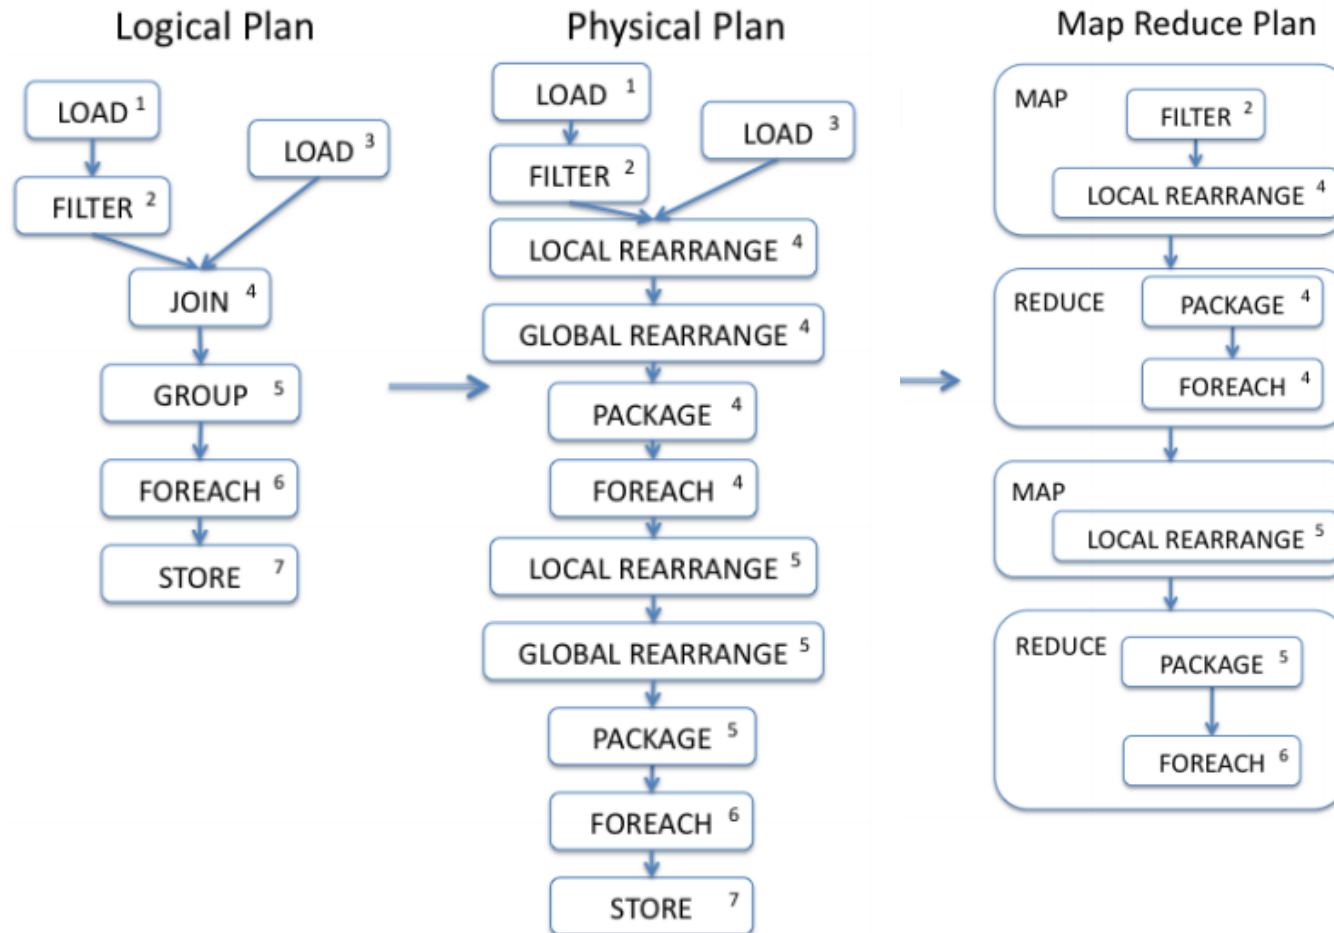 Logical Plan
LOAD 1
LOAD 3
FILTER 2
JOIN 4
GROUP 5
FOREACH 6
STORE 7
Physical Plan
LOAD 1
LOAD 3
FILTER 2
LOCAL REARRANGE 4
GLOBAL REARRANGE 4
PACKAGE 4
FOREACH 4
LOCAL REARRANGE 5
GLOBAL REARRANGE 5
PACKAGE 5
FOREACH 6
STORE 7
Map Reduce Plan
MAP
FILTER 2
LOCAL REARRANGE 4
REDUCE
PACKAGE 4
FOREACH 4
MAP
LOCAL REARRANGE 5
REDUCE
PACKAGE 5
FOREACH 6